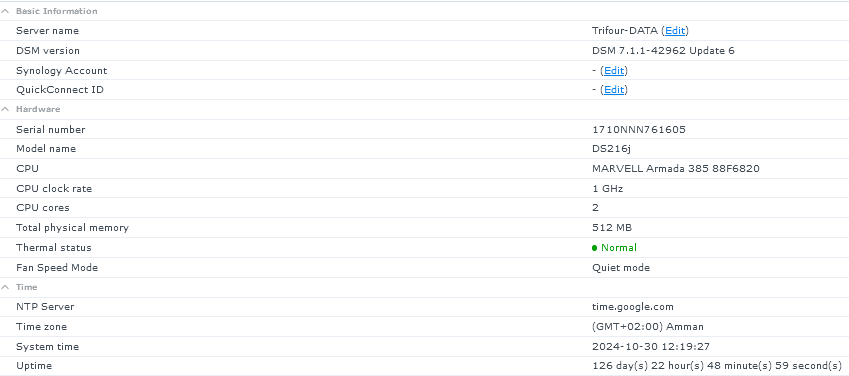 Basic Information
Server name Trifour-DATA (Edit)
DSM version DSM 7.1.1-42962 Update 6
Synology Account - (Edit)
QuickConnect ID - (Edit)
Hardware
Serial number 1710NNN761605
Model name DS216j
CPU MARVELL Armada 385 88F6820
CPU clock rate 1 GHz
CPU cores 2
Total physical memory 512 MB
Thermal status Normal
Fan Speed Mode Quiet mode
Time
NTP Server time.google.com
Time zone (GMT+02:00) Amman
System time 2024-10-30 12:19:27
Uptime 126 day(s) 22 hour(s) 48 minute(s) 59 second(s)